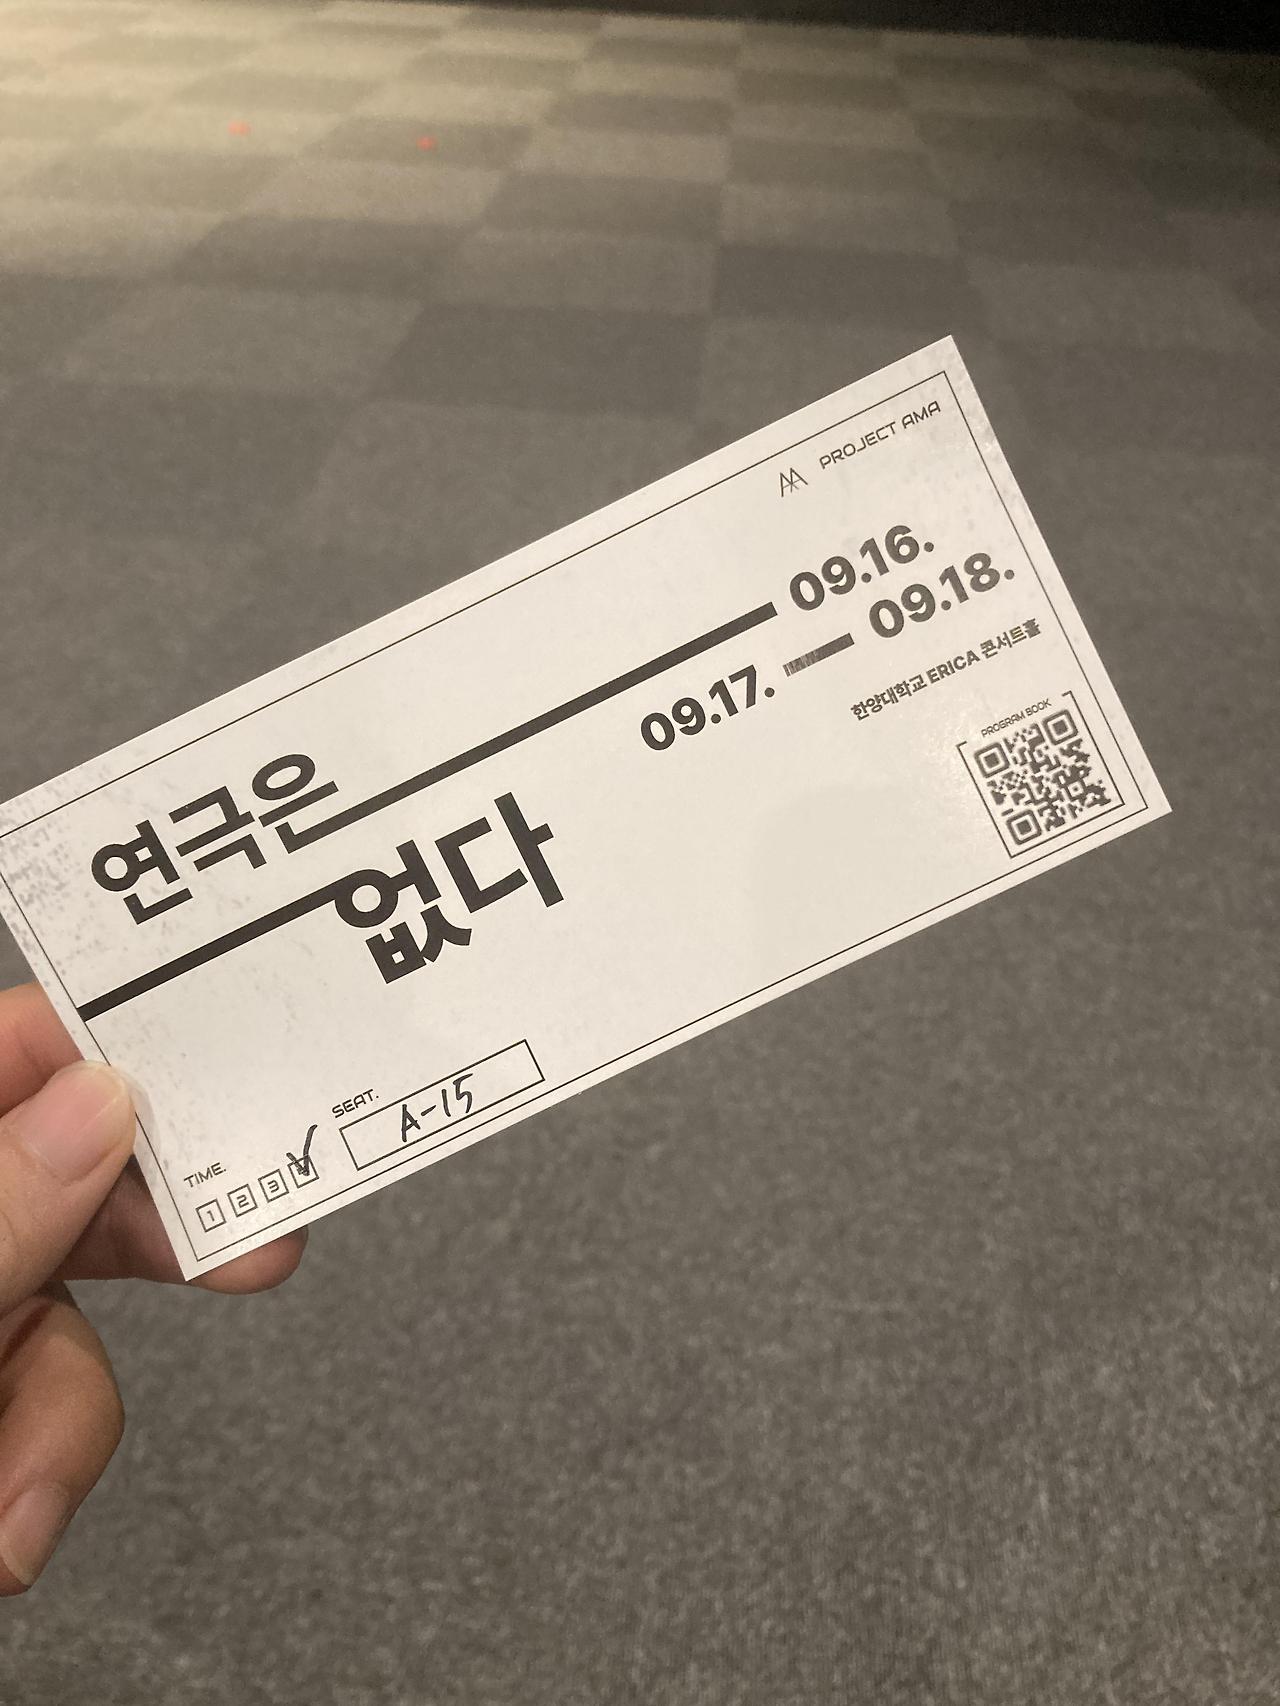 PROJECT AMA
09.16.
09.17. 09.18.
한양대학교 ERICA 콘서트홀
PROGRAM BOOK
연극은
없다
TIME.
1 2 3
SEAT.
A-15